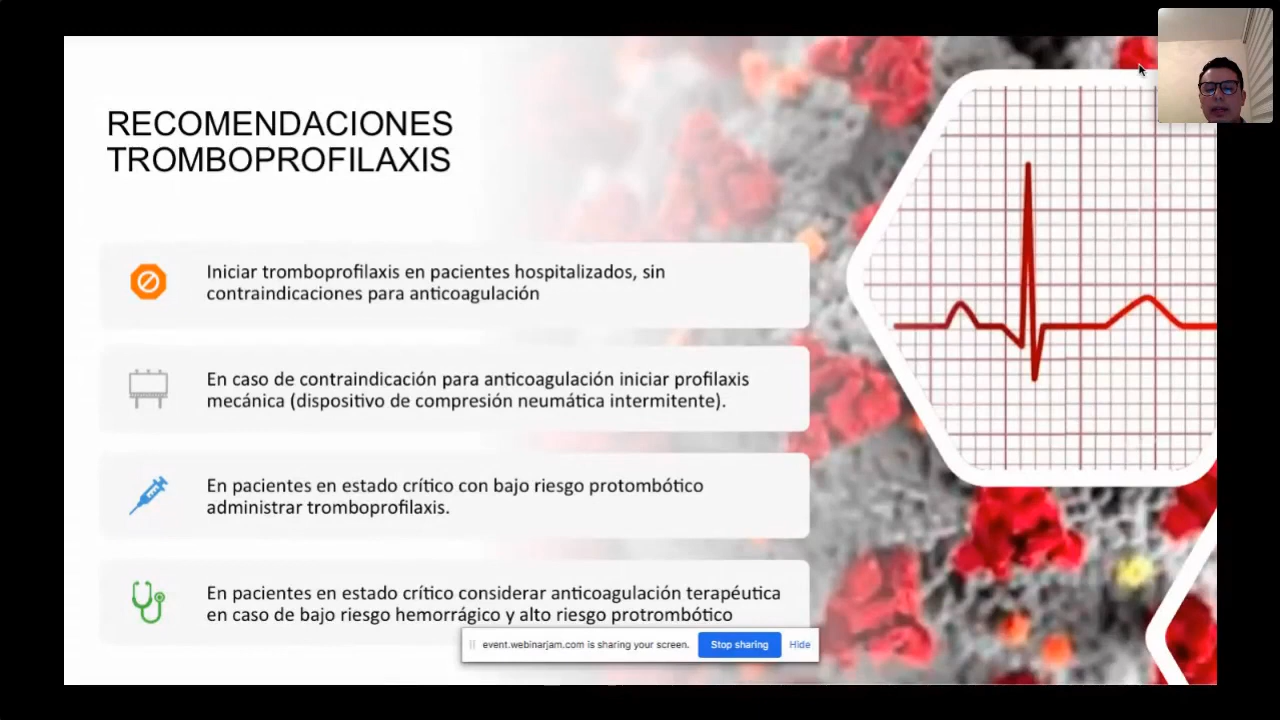 RECOMENDACIONES
TROMBOPROFILAXIS
Iniciar tromboprofilaxis en pacientes hospitalizados, sin
contraindicaciones para anticoagulación
En caso de contraindicación para anticoagulación iniciar profilaxis
mecánica (dispositivo de compresión neumática intermitente).
En pacientes en estado crítico con bajo riesgo protombótico
administrar tromboprofilaxis.
En pacientes en estado crítico considerar anticoagulación terapéutica
en caso de bajo riesgo hemorrágico y alto riesgo protrombótico
event.webinarjam.com is sharing your screen.
Stop sharing
Hide